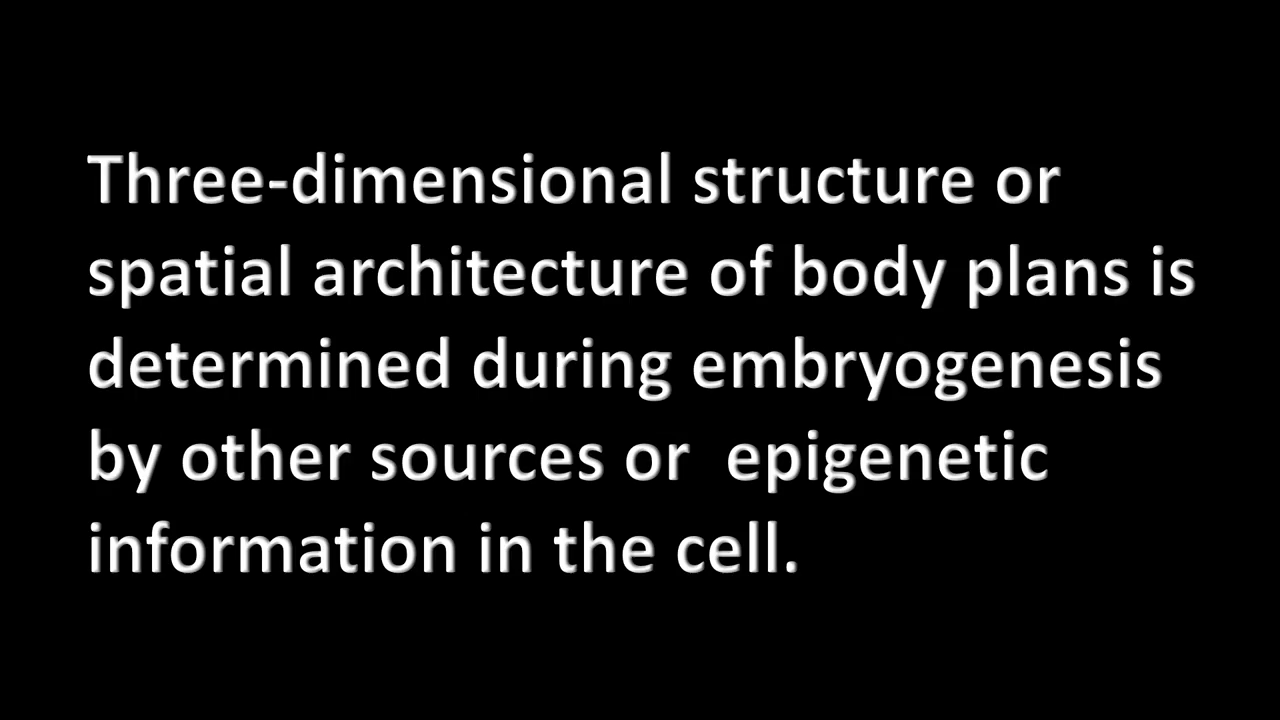 Three-dimensional structure or
spatial architecture of body plans is
determined during embryogenesis
by other sources or  epigenetic
information in the cell.